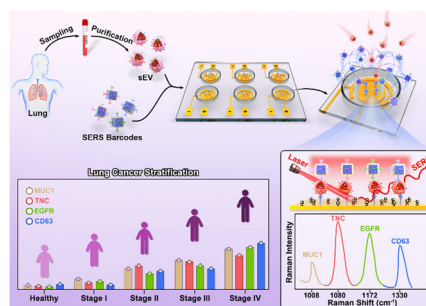 Sampling
Purification
sEV
Lung
SERS Barcodes
Lung Cancer Stratification
MUC1
TNC
EGFR
CD63
Healthy
Stage I
Stage II
Stage III
Stage IV
Laser
SERS
TNC
EGFR
CD63
MUC1
Raman Intensity
1008 1080 1172 1330
Raman Shift (cm⁻¹)